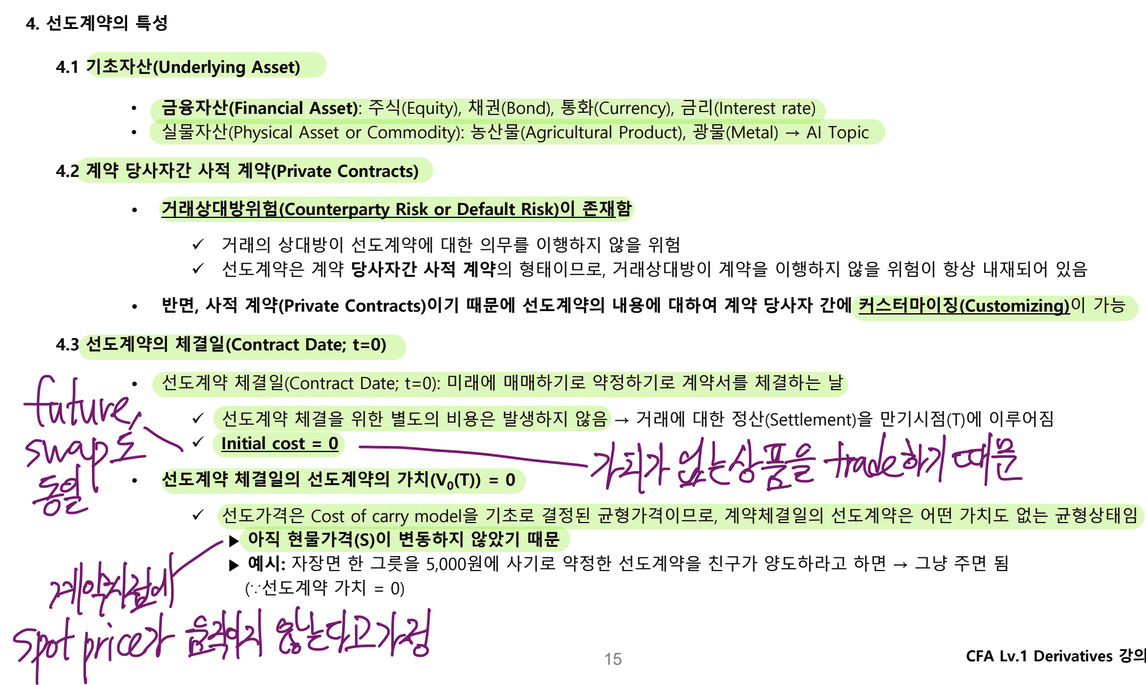 4. 선도계약의 특성
4.1 기초자산(Underlying Asset)
• 금융자산(Financial Asset): 주식(Equity), 채권(Bond), 통화(Currency), 금리(Interest rate)
• 실물자산(Physical Asset or Commodity): 농산물(Agricultural Product), 광물(Metal) → AI Topic
4.2 계약 당사자간 사적 계약(Private Contracts)
• 거래상대방위험(Counterparty Risk or Default Risk)이 존재함
✓ 거래의 상대방이 선도계약에 대한 의무를 이행하지 않을 위험
✓ 선도계약은 계약 당사자간 사적 계약의 형태이므로, 거래상대방이 계약을 이행하지 않을 위험이 항상 내재되어 있음
• 반면, 사적 계약(Private Contracts)이기 때문에 선도계약의 내용에 대하여 계약 당사자 간에 커스터마이징(Customizing)이 가능
4.3 선도계약의 체결일(Contract Date; t=0)
• 선도계약 체결일(Contract Date; t=0): 미래에 매매하기로 약정하기로 계약서를 체결하는 날
✓ 선도계약 체결을 위한 별도의 비용은 발생하지 않음 → 거래에 대한 정산(Settlement)을 만기시점(T)에 이루어짐
✓ Initial cost = 0
future,
swap도
동일
가치가 없는상품을 trade하기 때문
• 선도계약 체결일의 선도계약의 가치(V₀(T)) = 0
✓ 선도가격은 Cost of carry model을 기초로 결정된 균형가격이므로, 계약체결일의 선도계약은 어떤 가치도 없는 균형상태임
▶ 아직 현물가격(S)이 변동하지 않았기 때문
▶ 예시: 자장면 한 그릇을 5,000원에 사기로 약정한 선도계약을 친구가 양도하라고 하면 → 그냥 주면 됨
(∵선도계약 가치 = 0)
계약시점에
spot price가 움직이지 않는다고 가정
15
CFA Lv.1 Derivatives 강의